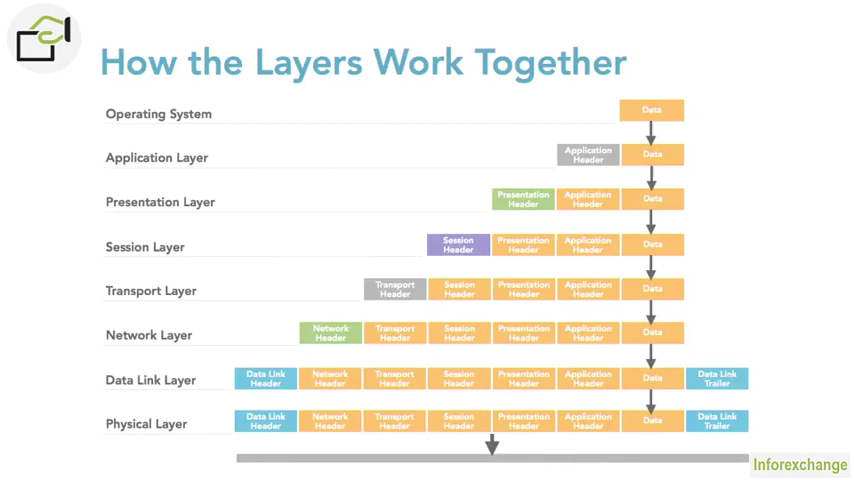 How the Layers Work Together
Operating System
Data
Application Layer
Application Header
Data
Presentation Layer
Presentation Header
Application Header
Data
Session Layer
Session Header
Presentation Header
Application Header
Data
Transport Layer
Transport Header
Session Header
Presentation Header
Application Header
Data
Network Layer
Network Header
Transport Header
Session Header
Presentation Header
Application Header
Data
Data Link Layer
Data Link Header
Network Header
Transport Header
Session Header
Presentation Header
Application Header
Data
Data Link Trailer
Physical Layer
Data Link Header
Network Header
Transport Header
Session Header
Presentation Header
Application Header
Data
Data Link Trailer
Inforexchange